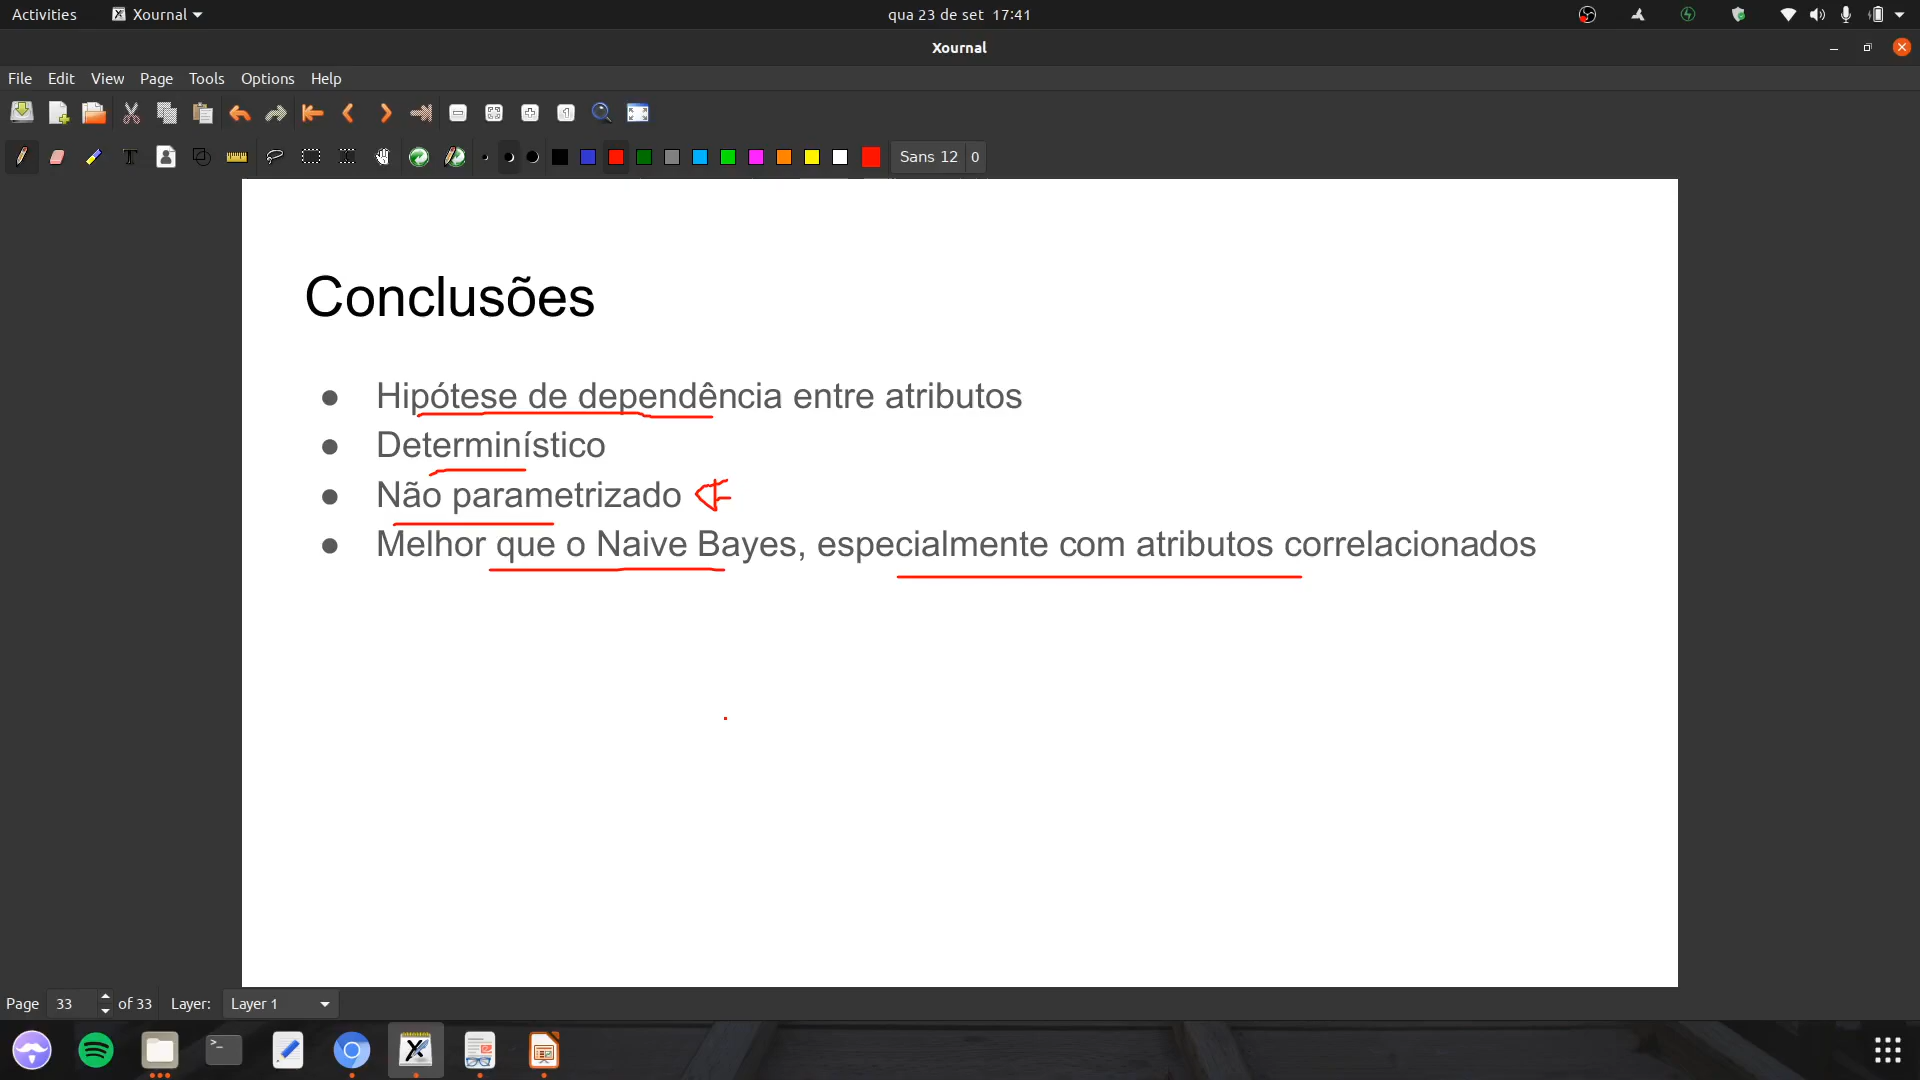 Activities Xournal qua 23 de set 17:41
Xournal
File Edit View Page Tools Options Help
Sans 12 0
Conclusões
● Hipótese de dependência entre atributos
● Determinístico
● Não parametrizado
● Melhor que o Naive Bayes, especialmente com atributos correlacionados
Page 33 of 33 Layer: Layer 1